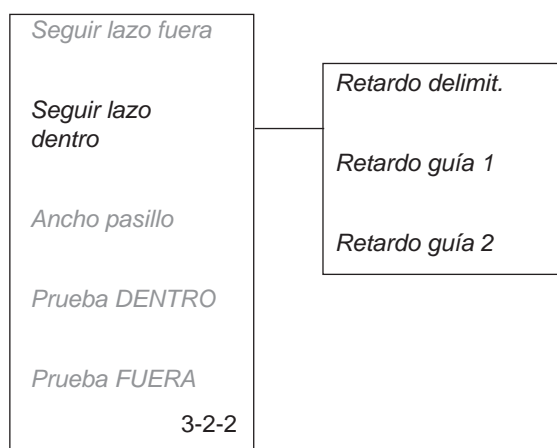 Seguir lazo fuera
Seguir lazo
dentro
Ancho pasillo
Prueba DENTRO
Prueba FUERA
3-2-2
Retardo delimit.
Retardo guía 1
Retardo guía 2